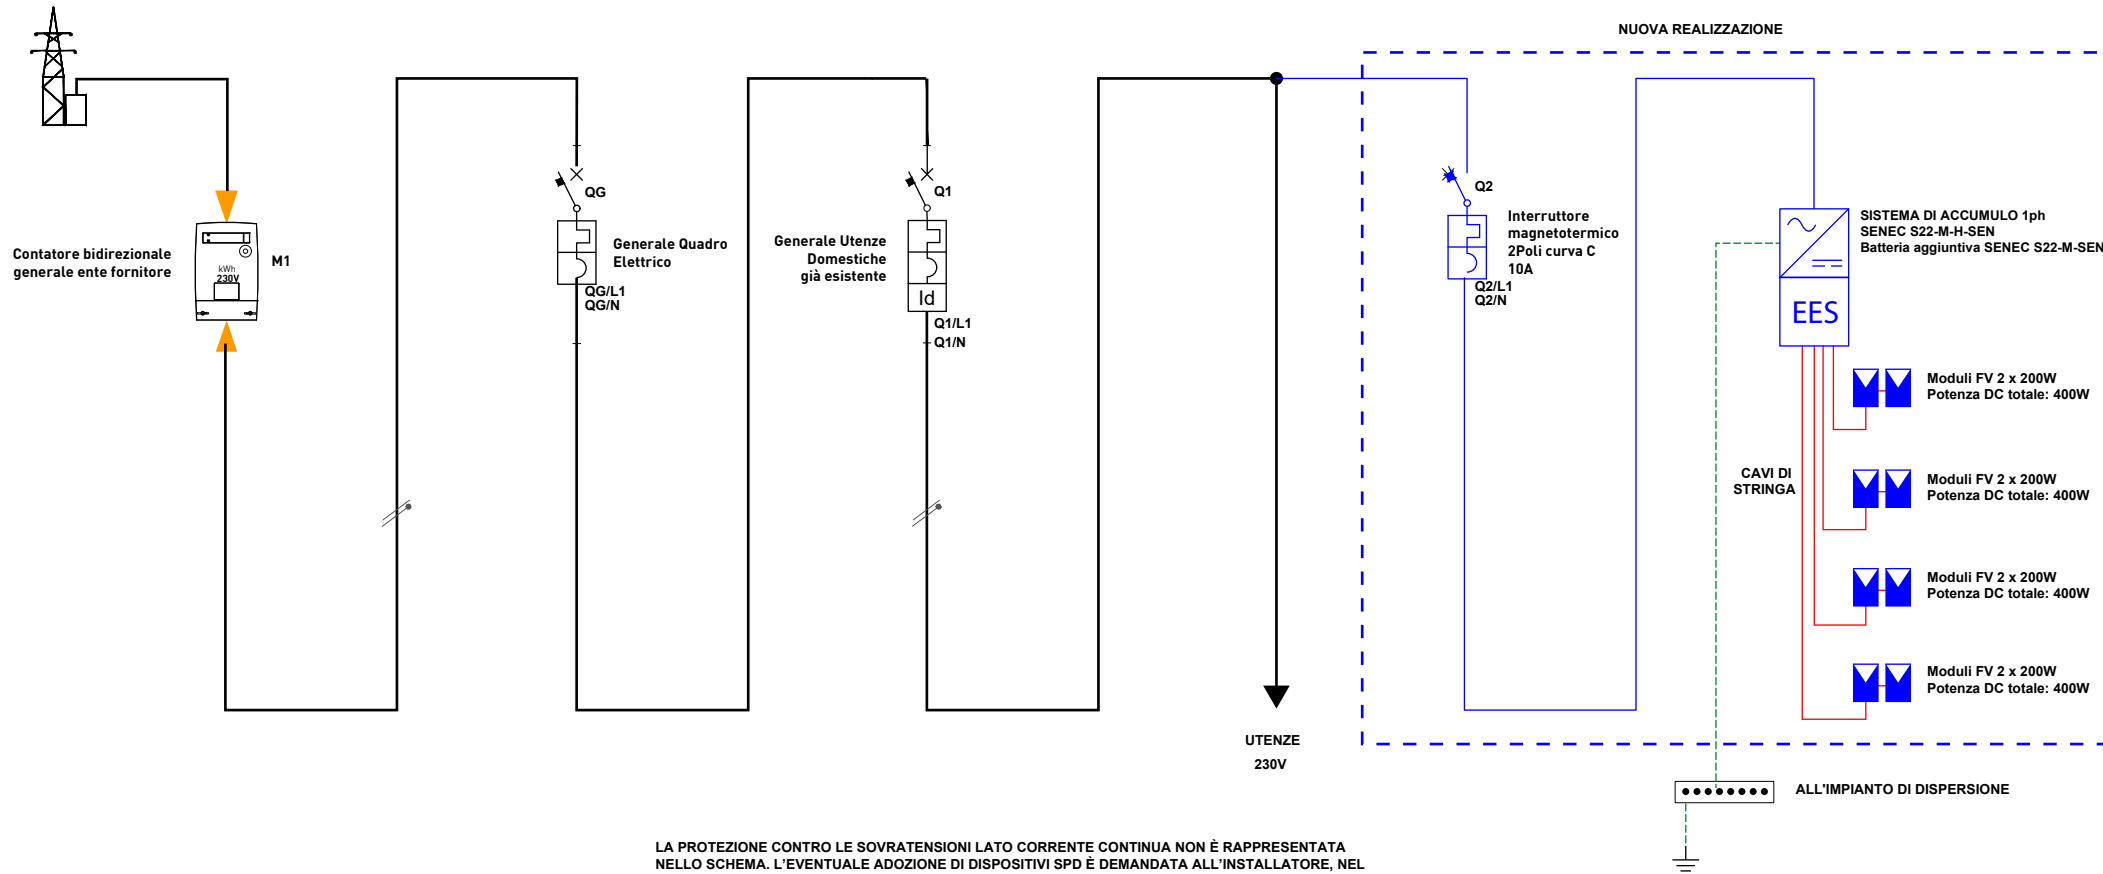 NUOVA REALIZZAZIONE
Contatore bidirezionale
generale ente fornitore
kWh
230V
M1
QG
Generale Quadro
Elettrico
QG/L1
QG/N
Generale Utenze
Domestiche
già esistente
Q1
Id
Q1/L1
Q1/N
Q2
Interruttore
magnetotermico
2Poli curva C
10A
Q2/L1
Q2/N
SISTEMA DI ACCUMULO 1ph
SENEC S22-M-H-SEN
Batteria aggiuntiva SENEC S22-M-SEN
EES
Moduli FV 2 x 200W
Potenza DC totale: 400W
CAVI DI
STRINGA
Moduli FV 2 x 200W
Potenza DC totale: 400W
Moduli FV 2 x 200W
Potenza DC totale: 400W
Moduli FV 2 x 200W
Potenza DC totale: 400W
UTENZE
230V
ALL'IMPIANTO DI DISPERSIONE
LA PROTEZIONE CONTRO LE SOVRATENSIONI LATO CORRENTE CONTINUA NON È RAPPRESENTATA
NELLO SCHEMA. L'EVENTUALE ADOZIONE DI DISPOSITIVI SPD È DEMANDATA ALL'INSTALLATORE, NEL